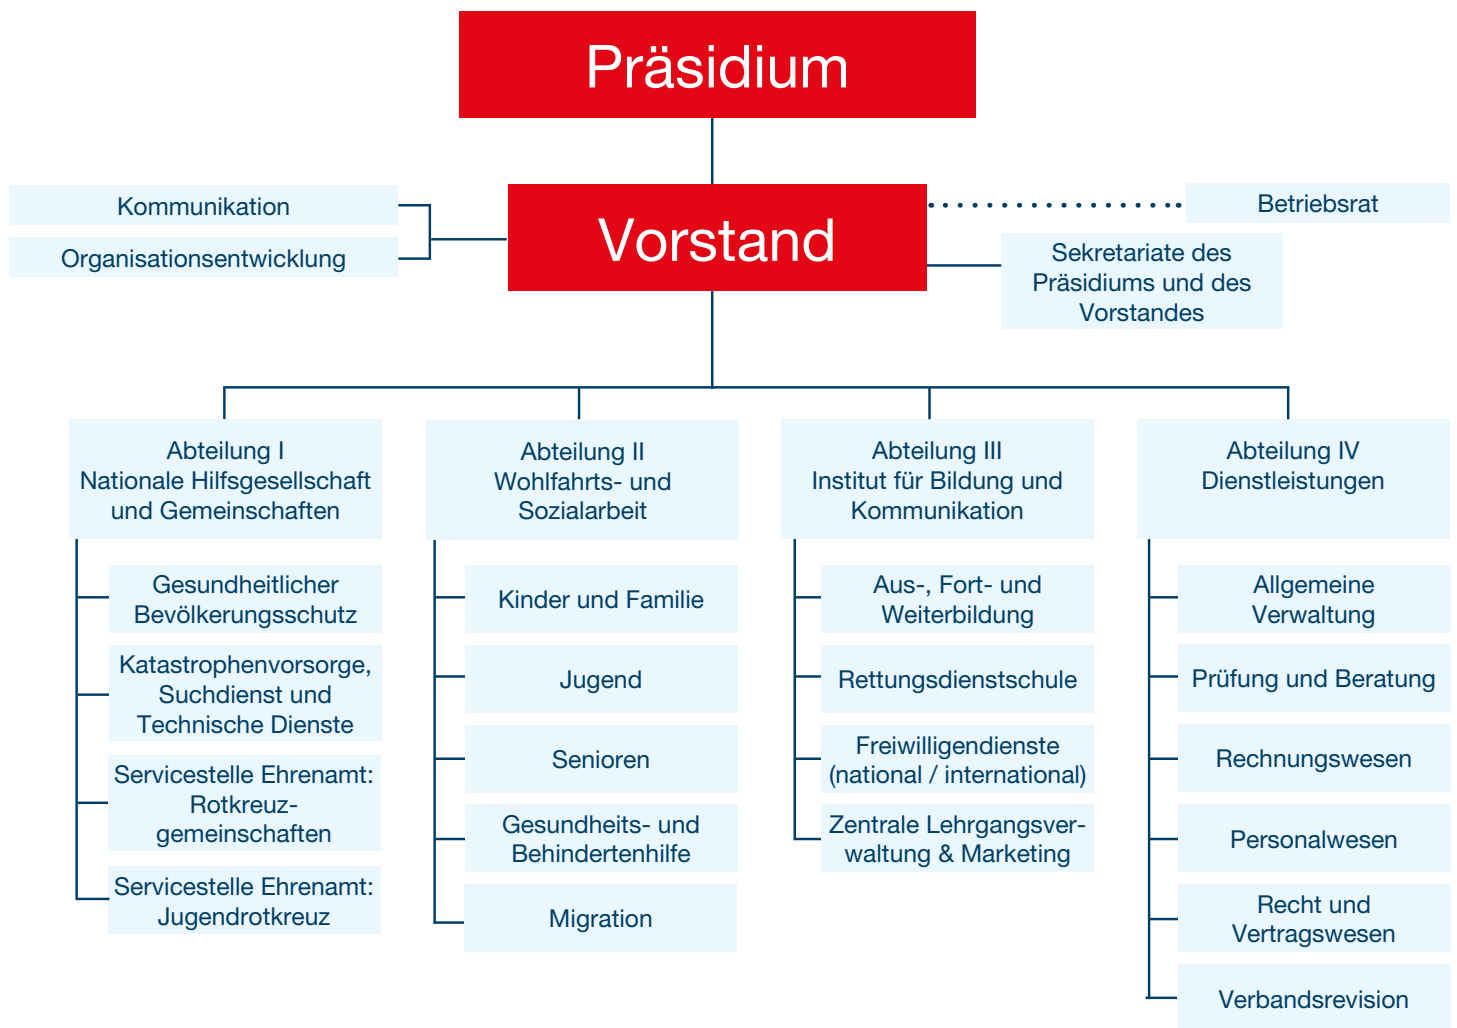 Präsidium
Kommunikation
Organisationsentwicklung
Vorstand
Betriebsrat
Sekretariate des
Präsidiums und des
Vorstandes
Abteilung I
Nationale Hilfsgesellschaft
und Gemeinschaften
Gesundheitlicher
Bevölkerungsschutz
Katastrophenvorsorge,
Suchdienst und
Technische Dienste
Servicestelle Ehrenamt:
Rotkreuz-
gemeinschaften
Servicestelle Ehrenamt:
Jugendrotkreuz
Abteilung II
Wohlfahrts- und
Sozialarbeit
Kinder und Familie
Jugend
Senioren
Gesundheits- und
Behindertenhilfe
Migration
Abteilung III
Institut für Bildung und
Kommunikation
Aus-, Fort- und
Weiterbildung
Rettungsdienstschule
Freiwilligendienste
(national / international)
Zentrale Lehrgangsver-
waltung & Marketing
Abteilung IV
Dienstleistungen
Allgemeine
Verwaltung
Prüfung und Beratung
Rechnungswesen
Personalwesen
Recht und
Vertragswesen
Verbandsrevision